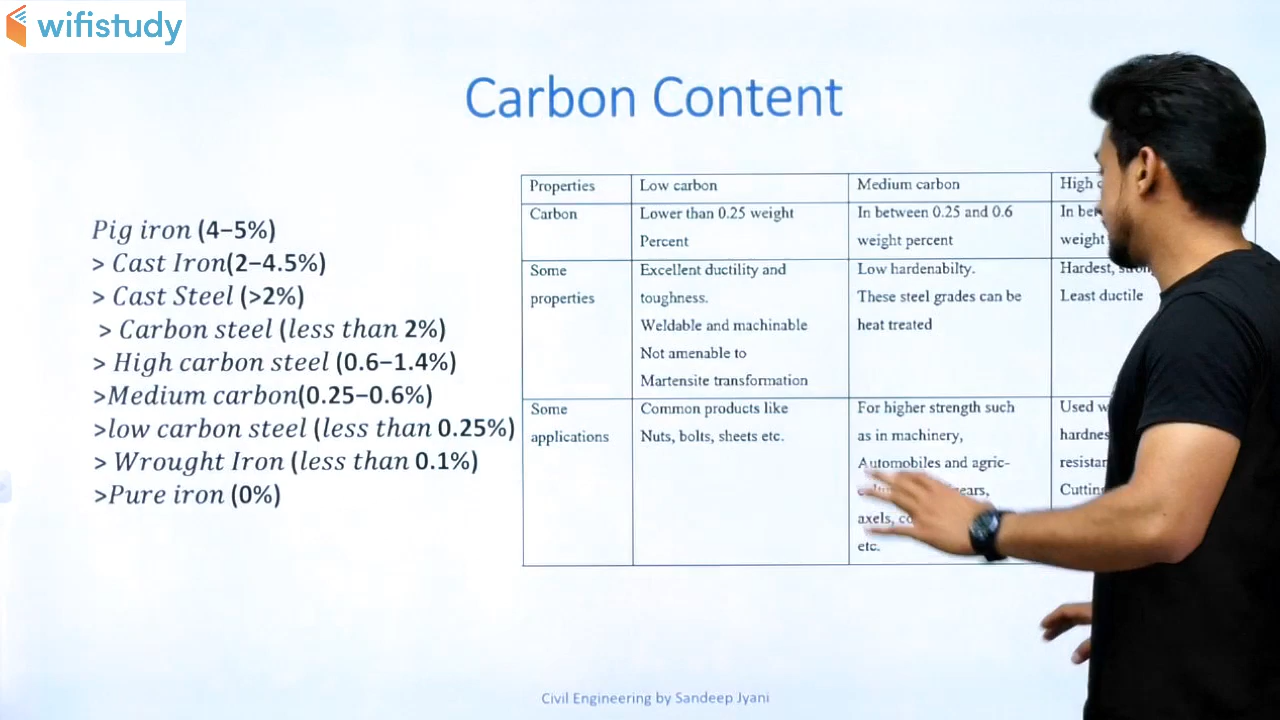 wifistudy
Carbon Content
Pig iron (4–5%)
> Cast Iron(2–4.5%)
> Cast Steel (>2%)
> Carbon steel (less than 2%)
> High carbon steel (0.6–1.4%)
>Medium carbon(0.25–0.6%)
>low carbon steel (less than 0.25%)
> Wrought Iron (less than 0.1%)
>Pure iron (0%)
Properties Low carbon Medium carbon High
Carbon Lower than 0.25 weight In between 0.25 and 0.6 In
Percent weight percent weight
Some Excellent ductility and Low hardenabilty. Hardest,
properties toughness. These steel grades can be Least ductile
Weldable and machinable heat treated
Not amenable to
Martensite transformation
Some Common products like For higher strength such Used
applications Nuts, bolts, sheets etc. as in machinery,
Automobiles and agric–
axels,
etc.
Civil Engineering by Sandeep Jyani